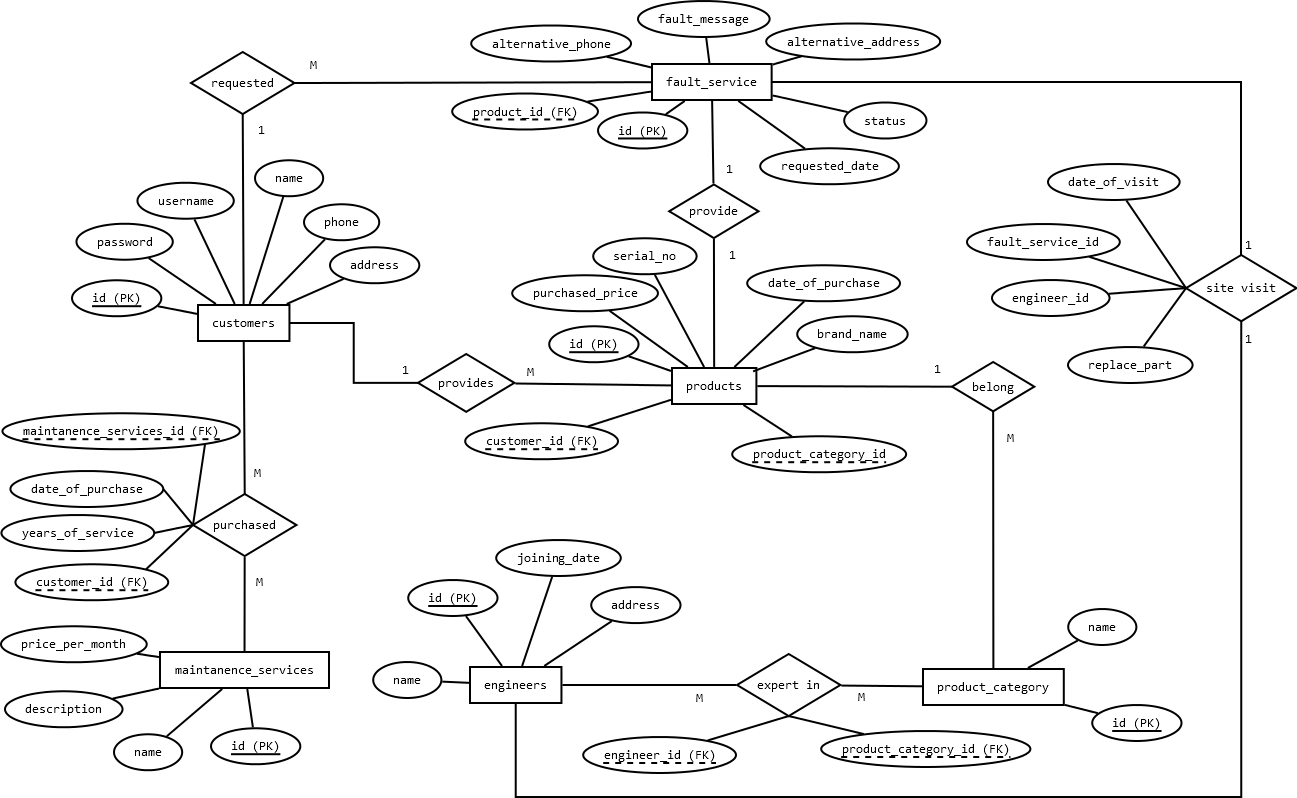 fault_message
alternative_phone
alternative_address
requested
M
fault_service
product_id (FK)
id (PK)
status
requested_date
1
1
name
username
phone
password
address
id (PK)
customers
provide
1
date_of_visit
fault_service_id
engineer_id
replace_part
1
site visit
1
serial_no
purchased_price
date_of_purchase
id (PK)
brand_name
1
provides
M
products
1
belong
customer_id (FK)
product_category_id
M
maintanence_services_id (FK)
M
date_of_purchase
years_of_service
purchased
customer_id (FK)
M
price_per_month
maintanence_services
description
name
id (PK)
joining_date
id (PK)
address
name
engineers
M
expert in
M
product_category
name
id (PK)
engineer_id (FK)
product_category_id (FK)